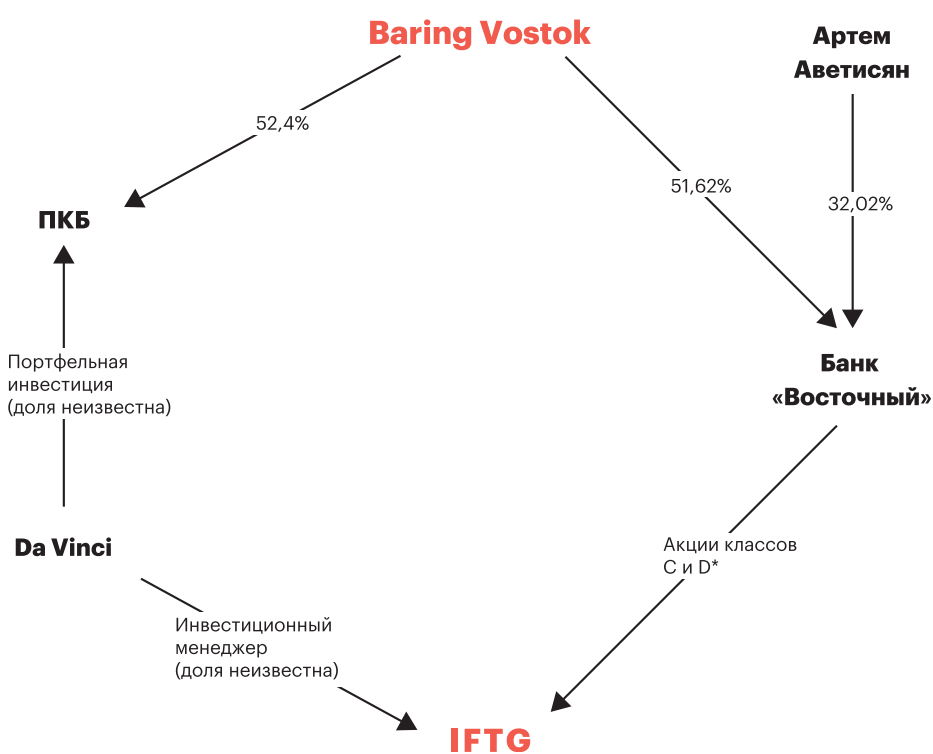 Baring Vostok
Артем
Аветисян
52,4%
51,62%
32,02%
ПКБ
Портфельная
инвестиция
(доля неизвестна)
Банк
«Восточный»
Da Vinci
Акции классов
C и D*
Инвестиционный
менеджер
(доля неизвестна)
IFTG